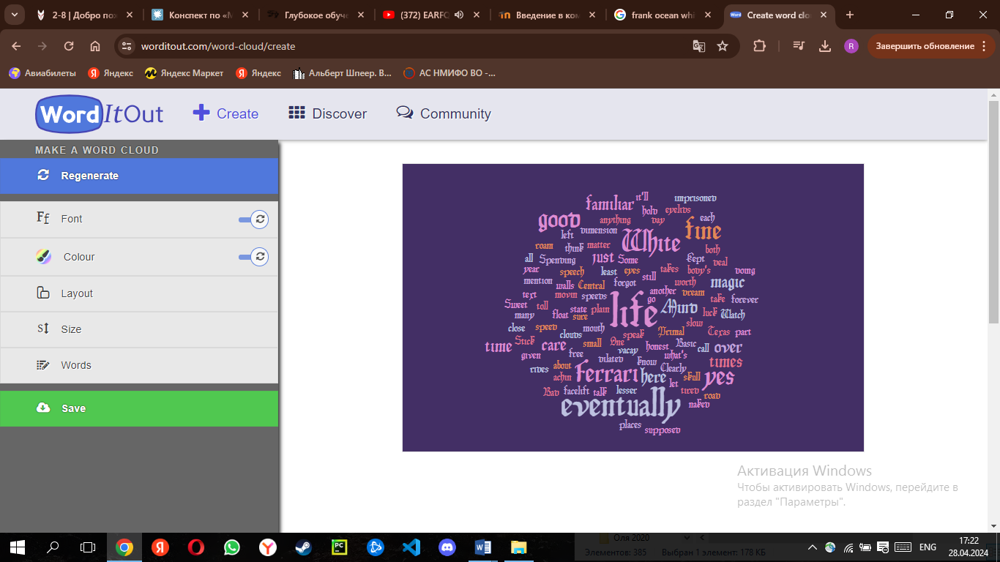 2-8 | Добро пож
Конспект по «М
Глубокое обуче
(372) EARFQ
Введение в ком
frank ocean whi
Create word clo
worditout.com/word-cloud/create
R
Завершить обновление
Авиабилеты
Яндекс
Яндекс Маркет
Яндекс
Альберт Шпеер. В...
АС НМИФО ВО -...
WordItOut
Create
Discover
Community
MAKE A WORD CLOUD
Regenerate
Font
Colour
Layout
Size
Words
Save
it'll imprisoned
familiar hold eyelids
good anything day each
left dimension White fine
roam think matter both
all Spending just Some Kept deal
year speech least eyes takes body's doing
mention walls Central forgot still worth magic
text movin speeds another dream take forever
Sweet toll state plain life go Mind luck Watch
many float sure slow
close speed clouds mouth speak Primal Texas part
time Stick care small One honest Basic call over
given free dilated vacay know what's times
rides about Ferrari here Clearly skull yes
achin let
Bad facelift talk lesser tired road
eventually naked
places supposed
Активация Windows
Чтобы активировать Windows, перейдите в
раздел "Параметры".
Оля 2020
Элементов: 385 Выбран 1 элемент: 178 КБ
ENG
17:22
28.04.2024